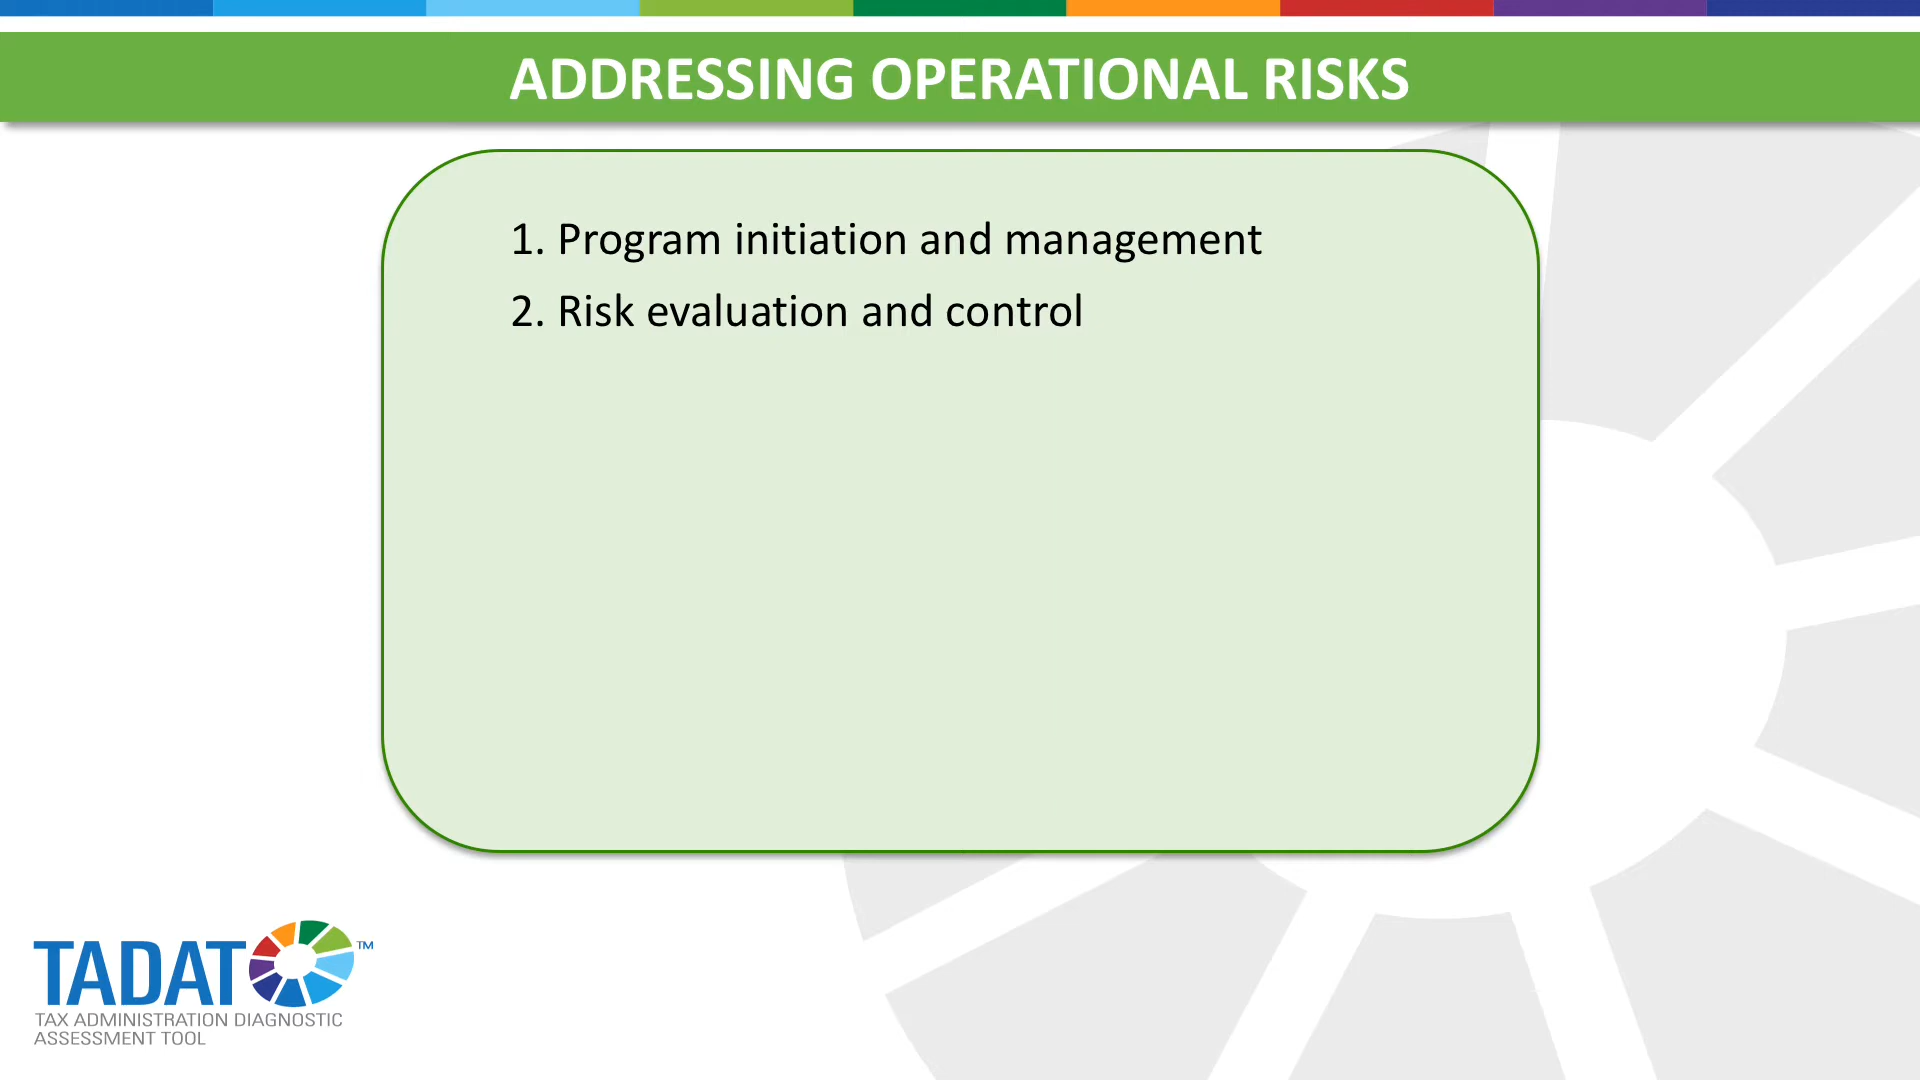 ADDRESSING OPERATIONAL RISKS
1. Program initiation and management
2. Risk evaluation and control
TADAT™
TAX ADMINISTRATION DIAGNOSTIC
ASSESSMENT TOOL